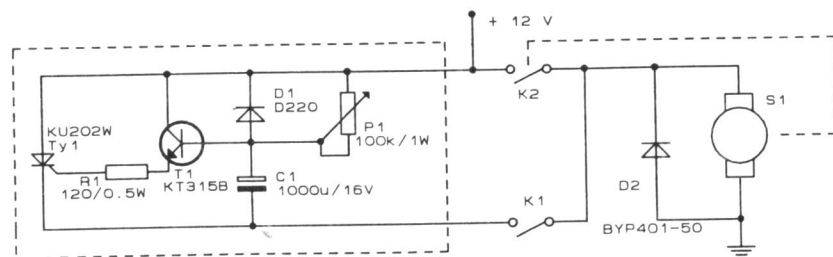 + 12 V
K2
S1
D1
D220
P1
100k/1W
KU202W
Ty1
R1
120/0.5W
T1
KT315B
C1
1000u/16V
K1
D2
BYP401-50